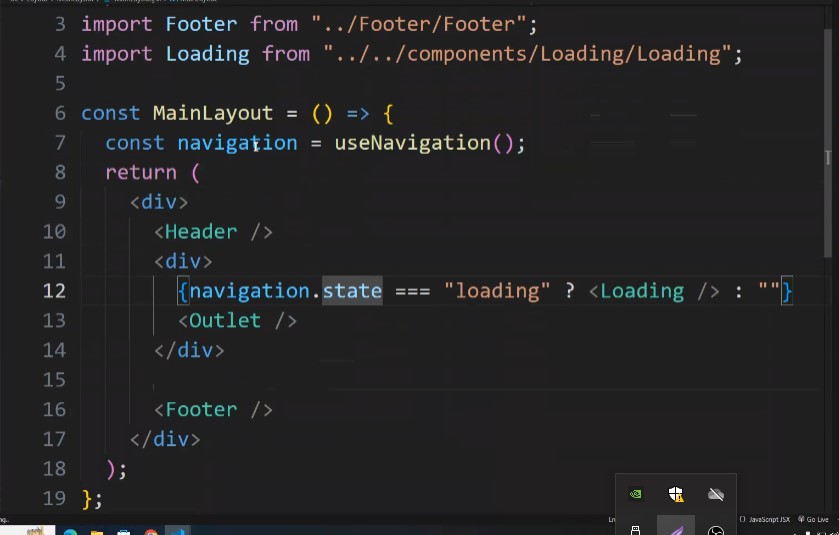 3 import Footer from "../Footer/Footer";
4 import Loading from "../../components/Loading/Loading";
5
6 const MainLayout = () => {
7 const navigation = useNavigation();
8 return (
9 <div>
10 <Header />
11 <div>
12 {navigation.state === "loading" ? <Loading /> : ""}
13 <Outlet />
14 </div>
15
16 <Footer />
17 </div>
18 );
19 };
{} JavaScript JSX Go Live